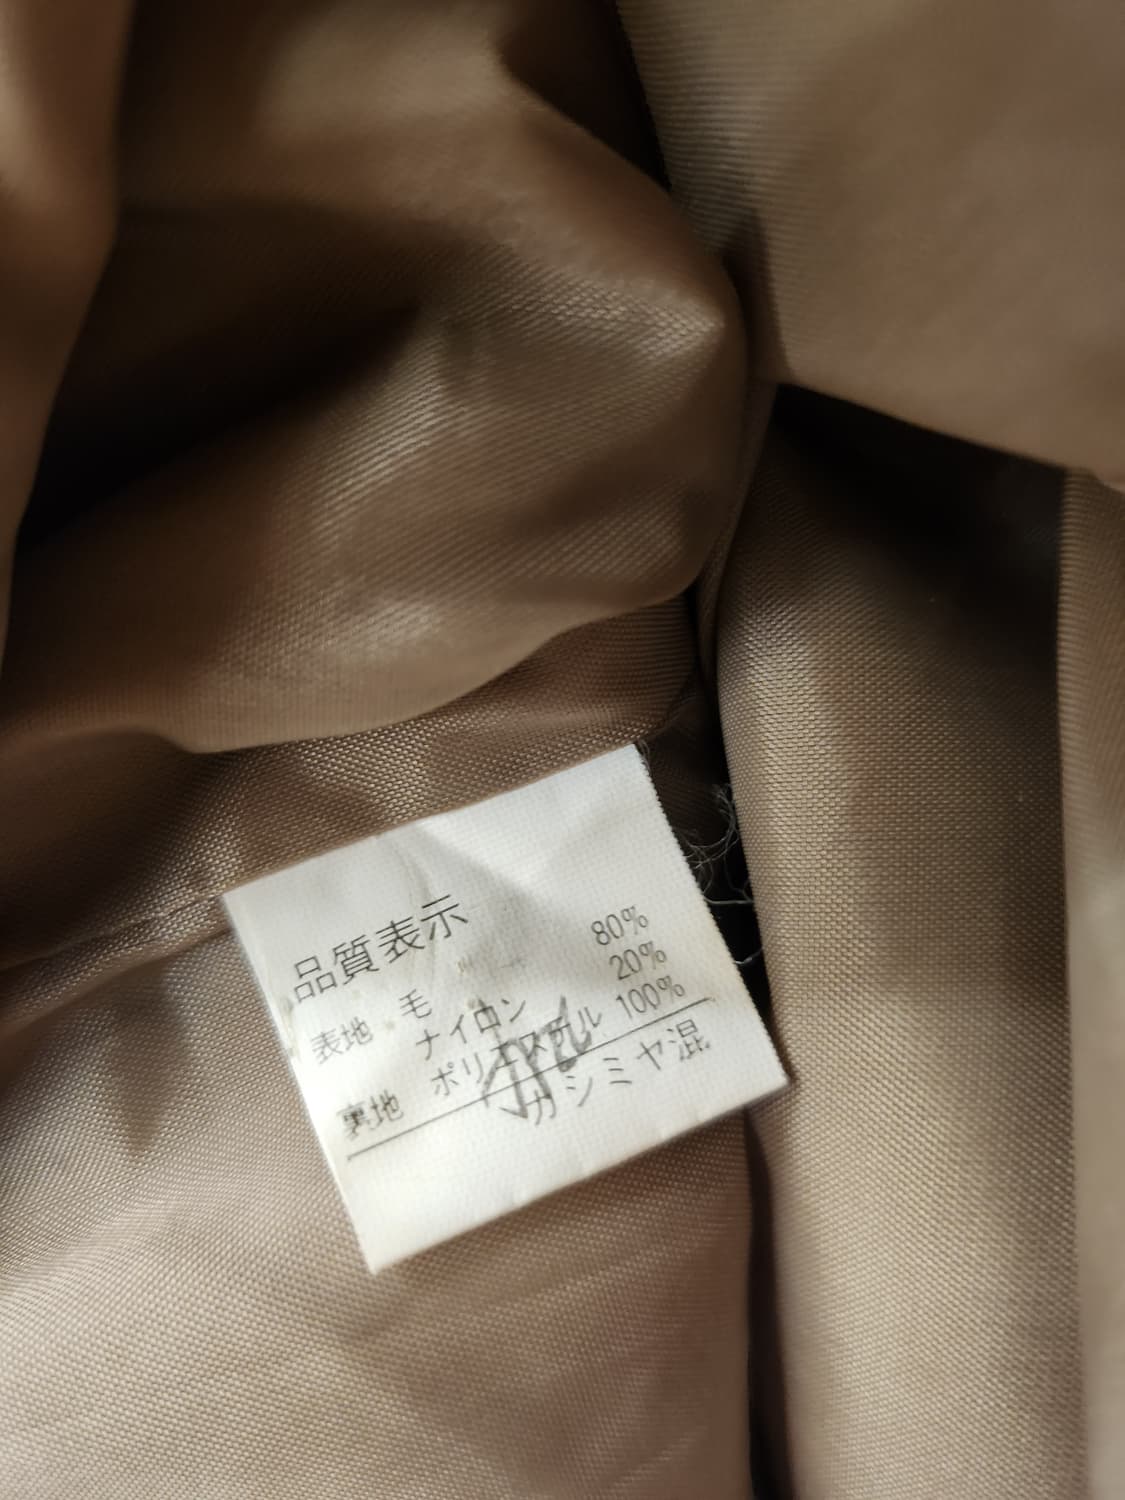 品質表示
表地 毛 80%
ナイロン 20%
裏地 ポリエステル 100%
カシミヤ混